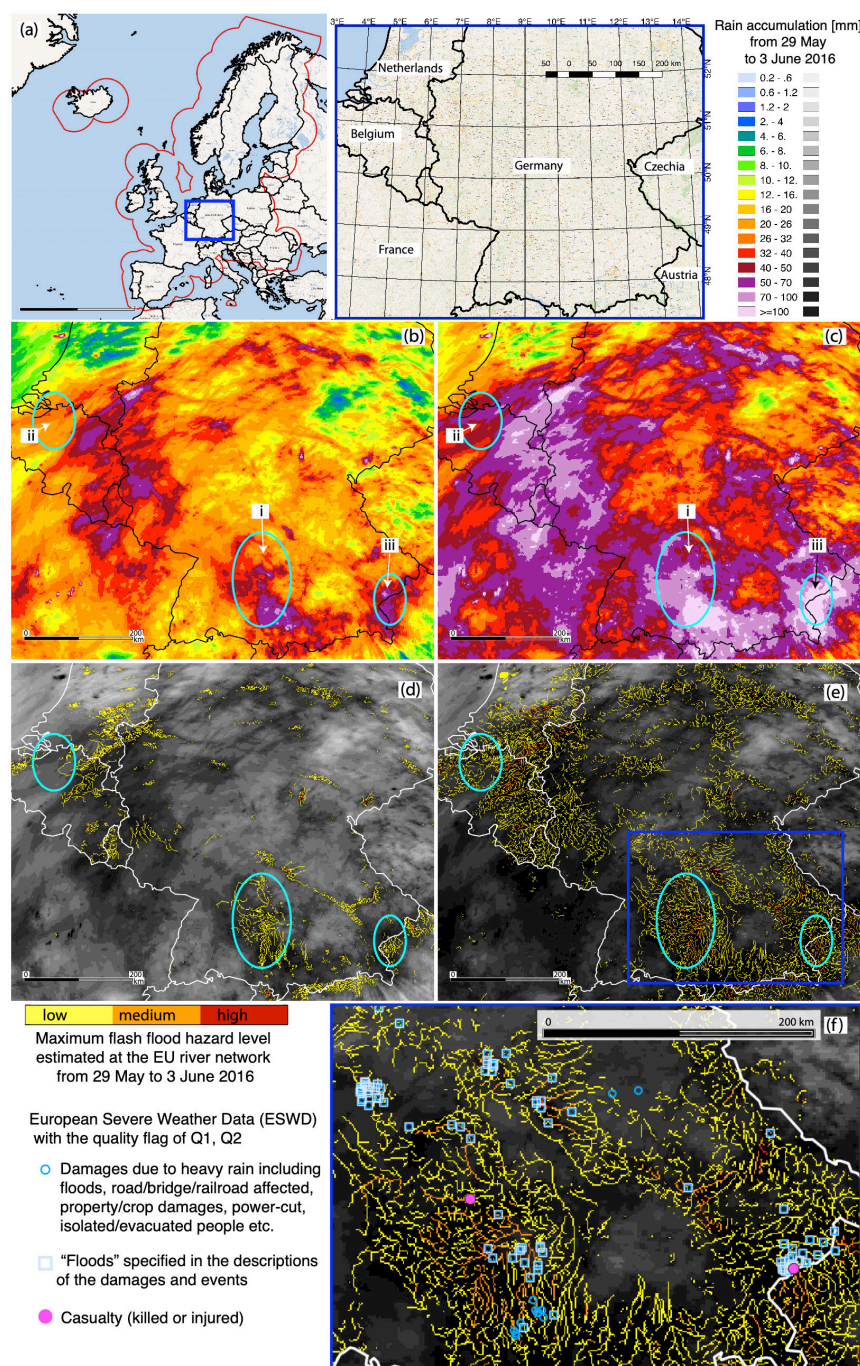 (a)
3°E 4°E 5°E 6°E 7°E 8°E 9°E 10°E 11°E 12°E 13°E 14°E
50 0 50 100 150 200 km
Netherlands
Belgium
Germany
Czechia
France
Austria
52°N
51°N
50°N
49°N
48°N
Rain accumulation [mm]
from 29 May
to 3 June 2016
0.2 - .6
0.6 - 1.2
1.2 - 2
2. - 4
4. - 6.
6. - 8.
8. - 10.
10. - 12.
12. - 16.
16 - 20
20 - 26
26 - 32
32 - 40
40 - 50
50 - 70
70 - 100
>=100
(b)
ii
i
iii
0 200
km
(c)
ii
i
iii
0 200
km
(d)
0 200
km
(e)
0 200
km
low medium high
Maximum flash flood hazard level
estimated at the EU river network
from 29 May to 3 June 2016
European Severe Weather Data (ESWD)
with the quality flag of Q1, Q2
Damages due to heavy rain including
floods, road/bridge/railroad affected,
property/crop damages, power-cut,
isolated/evacuated people etc.
“Floods” specified in the descriptions
of the damages and events
Casualty (killed or injured)
0 200 km
(f)